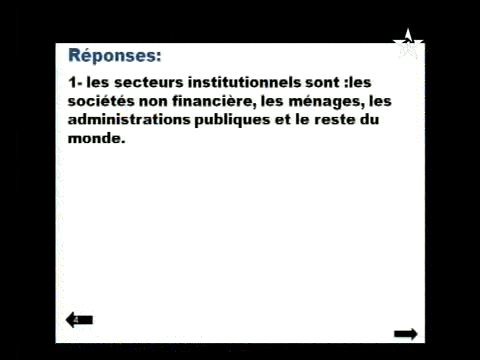 Réponses:
1- les secteurs institutionnels sont :les
sociétés non financière, les ménages, les
administrations publiques et le reste du
monde.